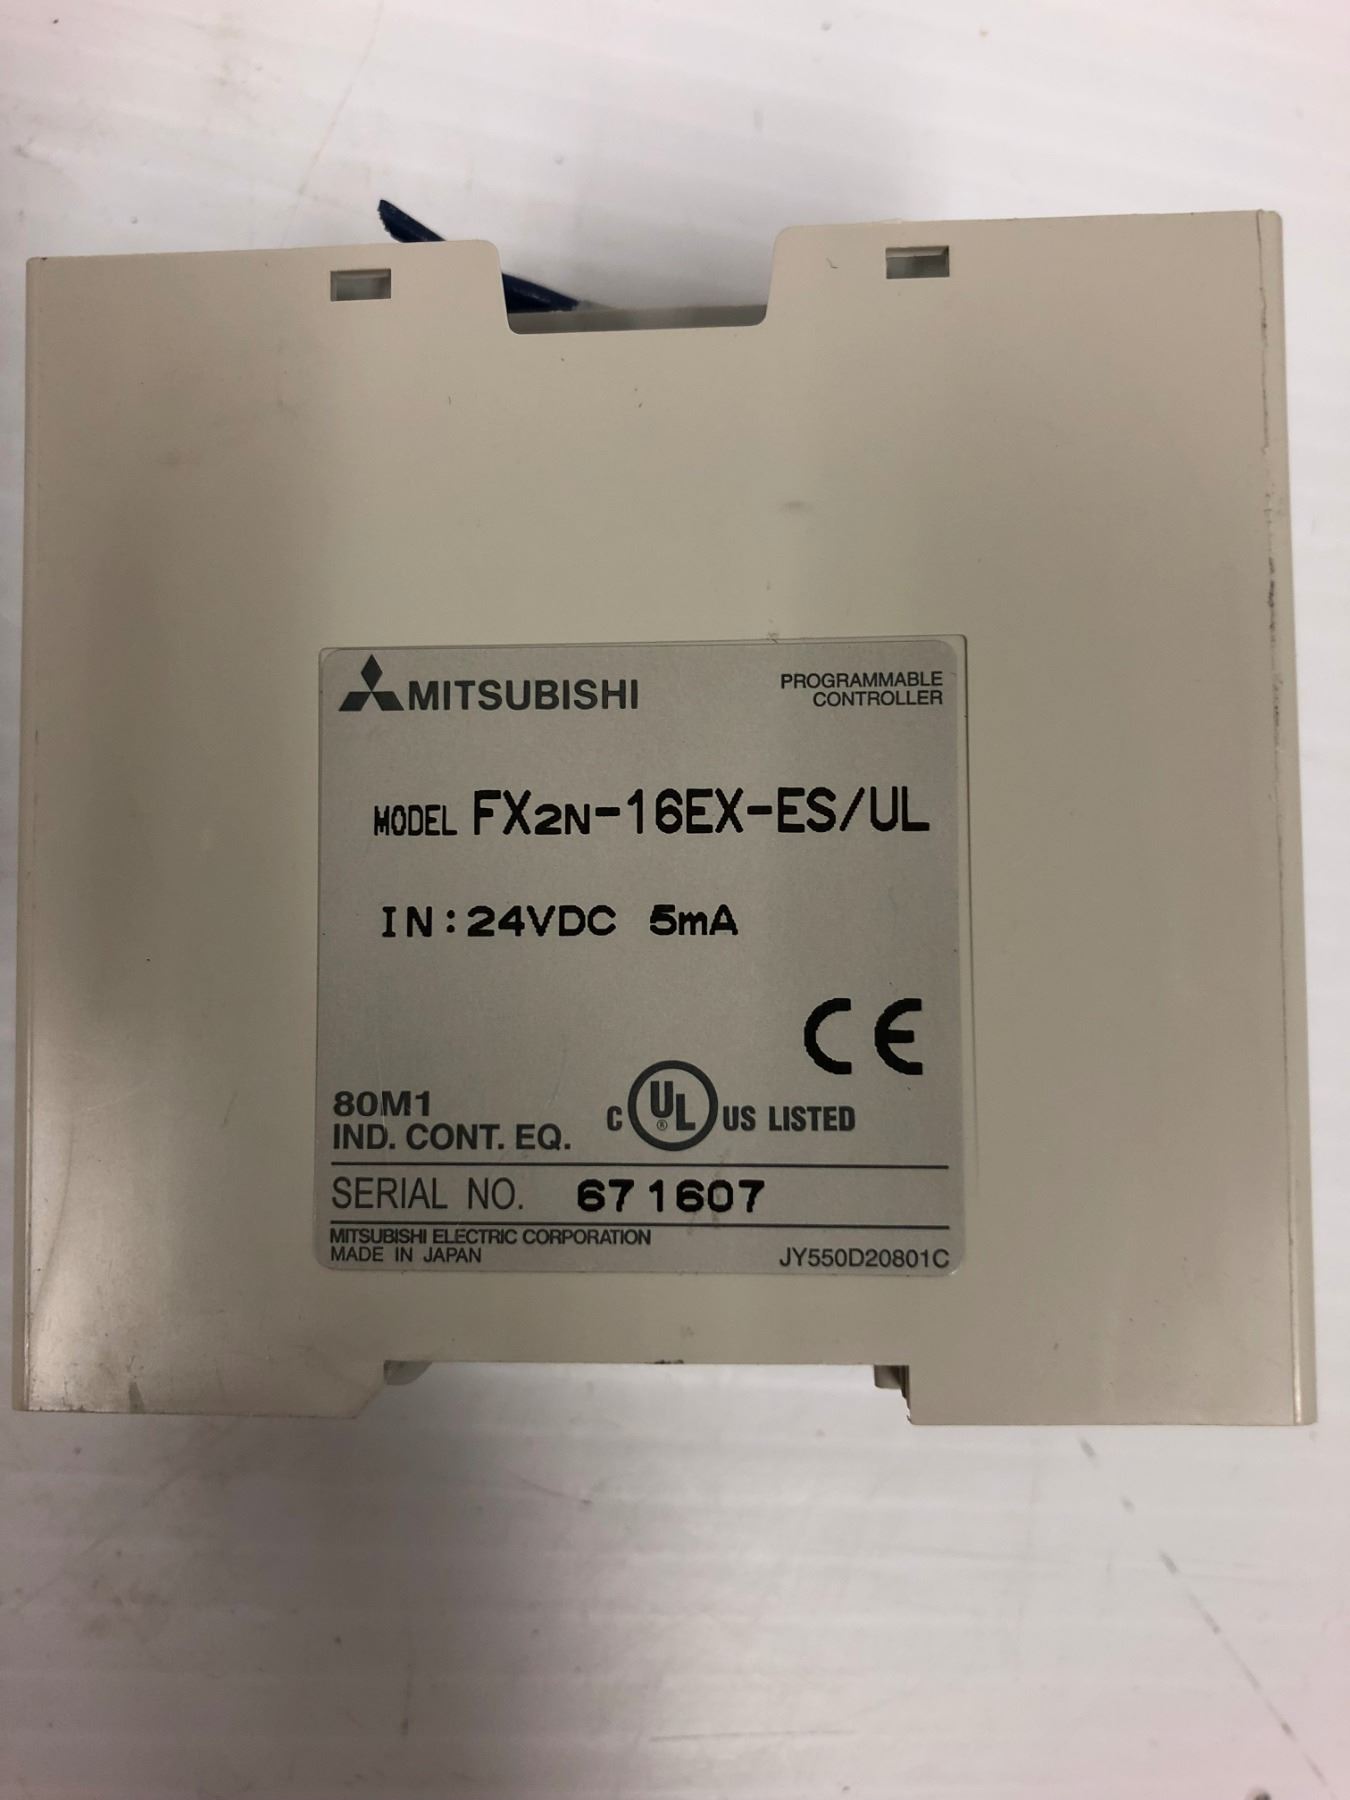 MITSUBISHI
PROGRAMMABLE
CONTROLLER
MODEL FX2N-16EX-ES/UL
IN:24VDC 5mA
CE
80M1
IND. CONT. EQ.
C UL ® US LISTED
SERIAL NO. 671607
MITSUBISHI ELECTRIC CORPORATION
MADE IN JAPAN
JY550D20801C